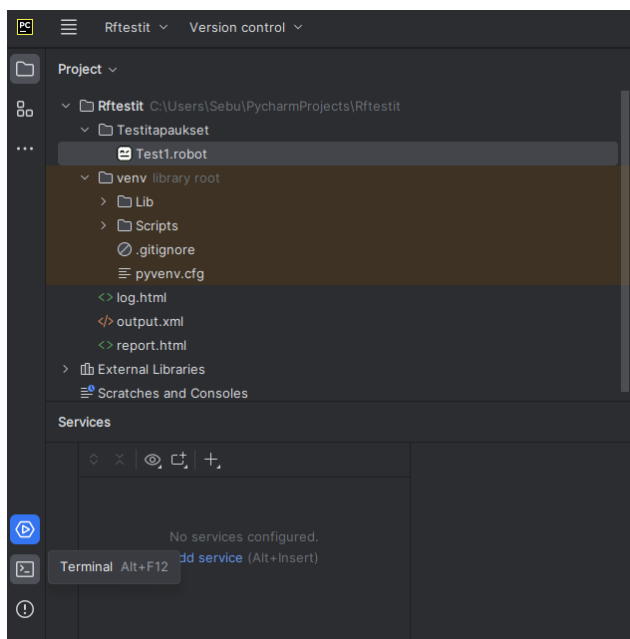 PC Rftestit Version control
Project
Rftestit C:\Users\Sebu\PycharmProjects\Rftestit
Testitapaukset
Test1.robot
venv library root
Lib
Scripts
.gitignore
pyvenv.cfg
<> log.html
</> output.xml
<> report.html
External Libraries
Scratches and Consoles
Services
No services configured.
dd service (Alt+Insert)
Terminal Alt+F12